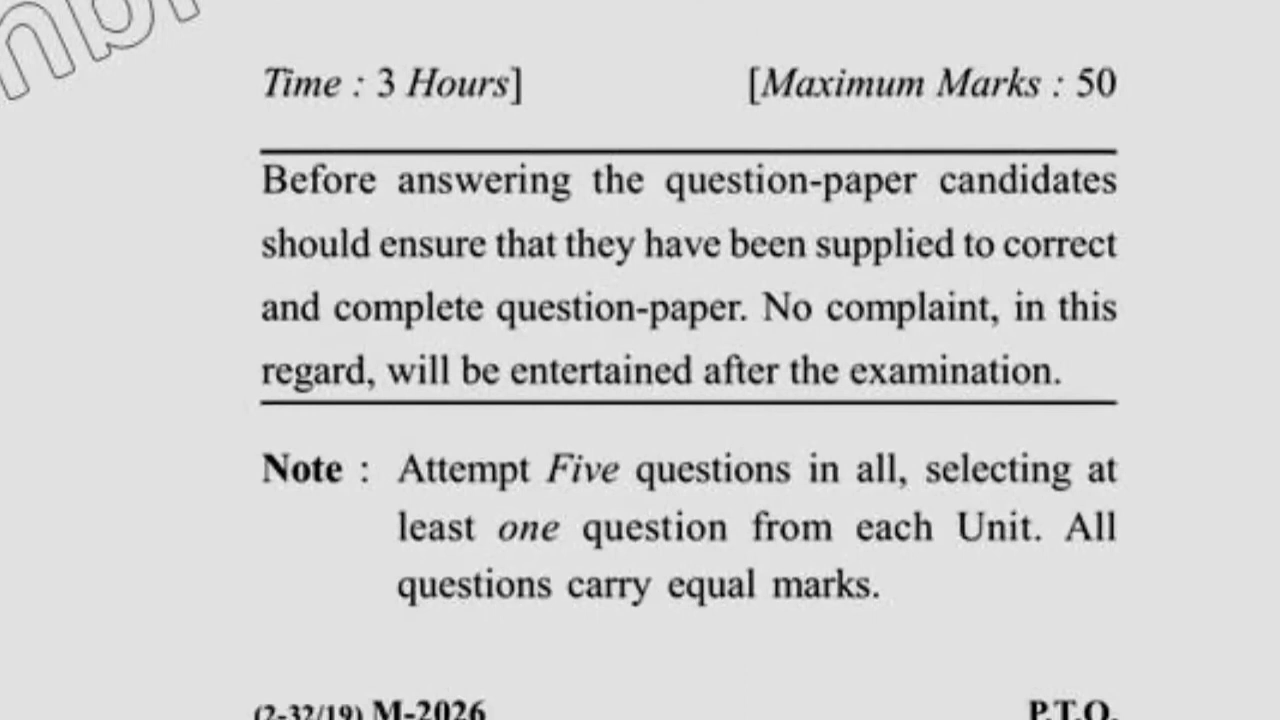 Time : 3 Hours] [Maximum Marks : 50
Before answering the question-paper candidates
should ensure that they have been supplied to correct
and complete question-paper. No complaint, in this
regard, will be entertained after the examination.
Note : Attempt Five questions in all, selecting at
least one question from each Unit. All
questions carry equal marks.
(2-32/19) M-2026 P.T.O.